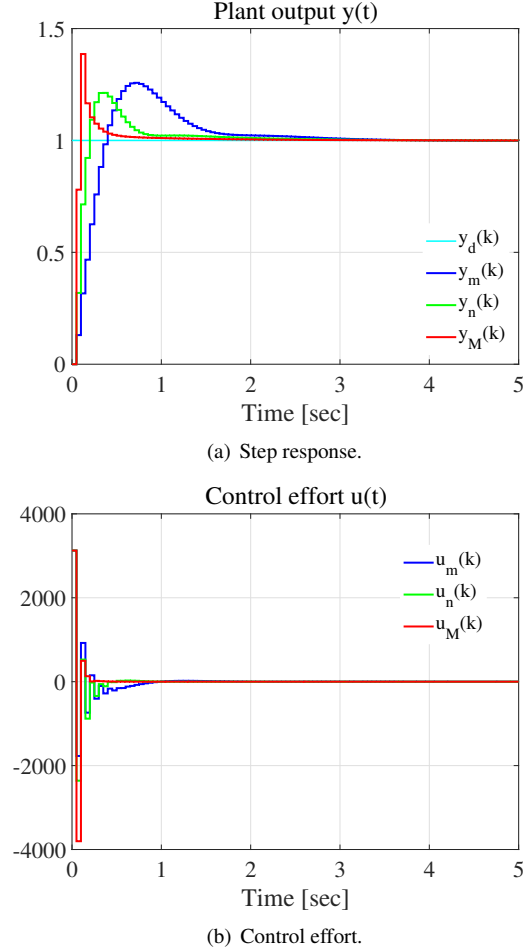 Plant output y(t)
1.5
1
0.5
0
y_d(k)
y_m(k)
y_n(k)
y_M(k)
0 1 2 3 4 5
Time [sec]
(a) Step response.
Control effort u(t)
4000
2000
0
-2000
-4000
u_m(k)
u_n(k)
u_M(k)
0 1 2 3 4 5
Time [sec]
(b) Control effort.